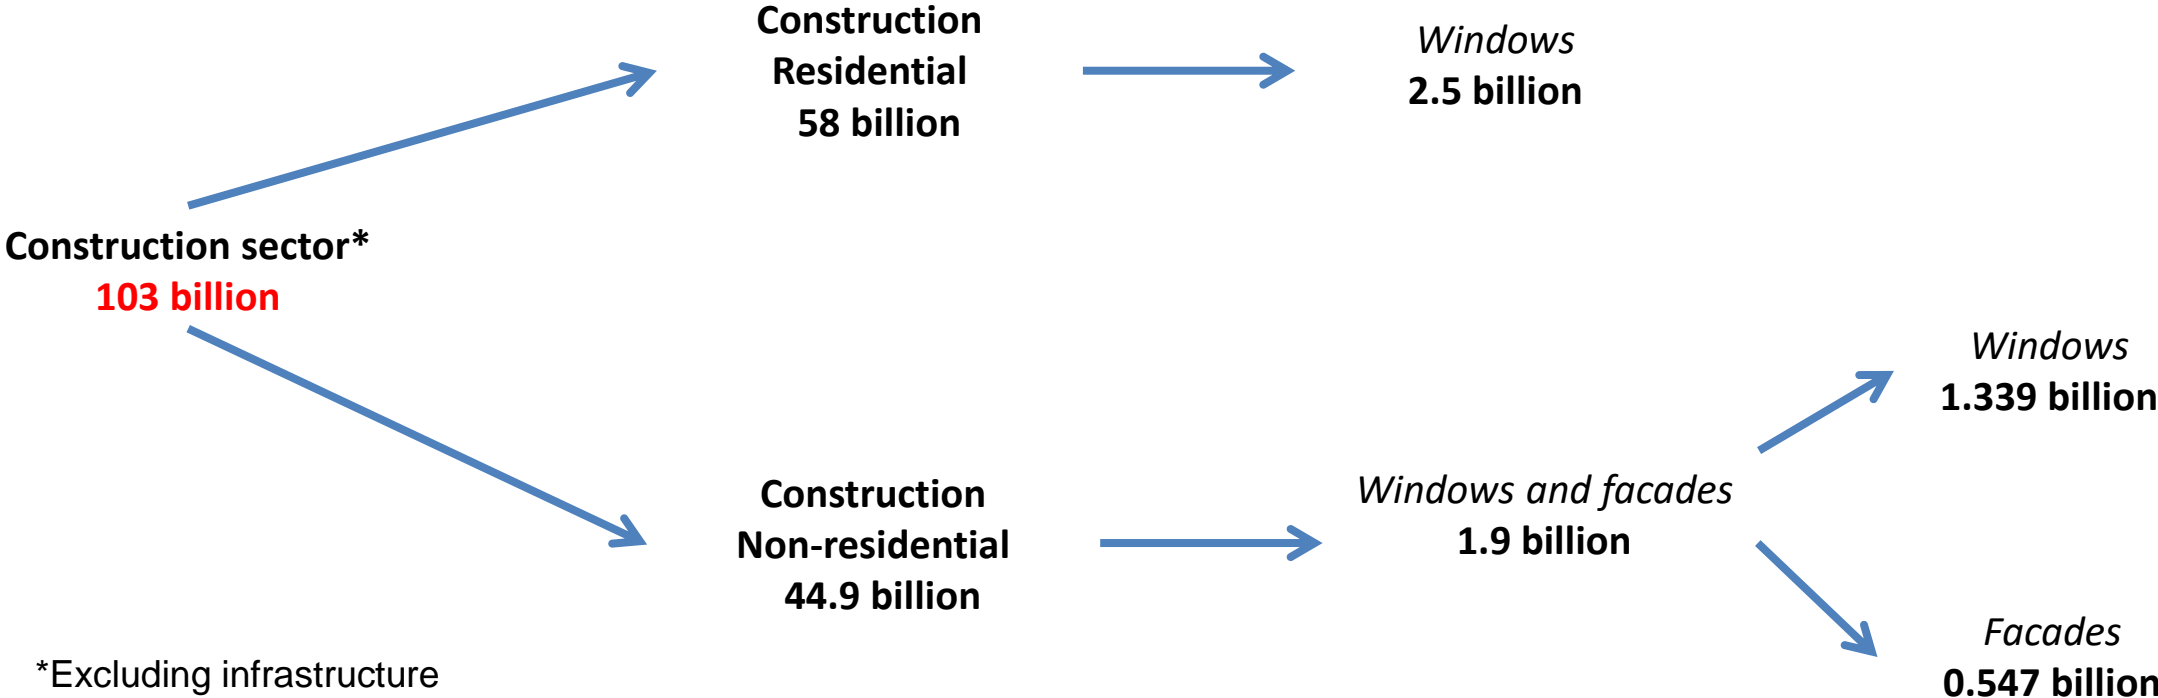 Construction
Residential
58 billion
Windows
2.5 billion
Construction sector*
103 billion
Windows
1.339 billion
Construction
Non-residential
44.9 billion
Windows and facades
1.9 billion
Facades
0.547 billion
*Excluding infrastructure